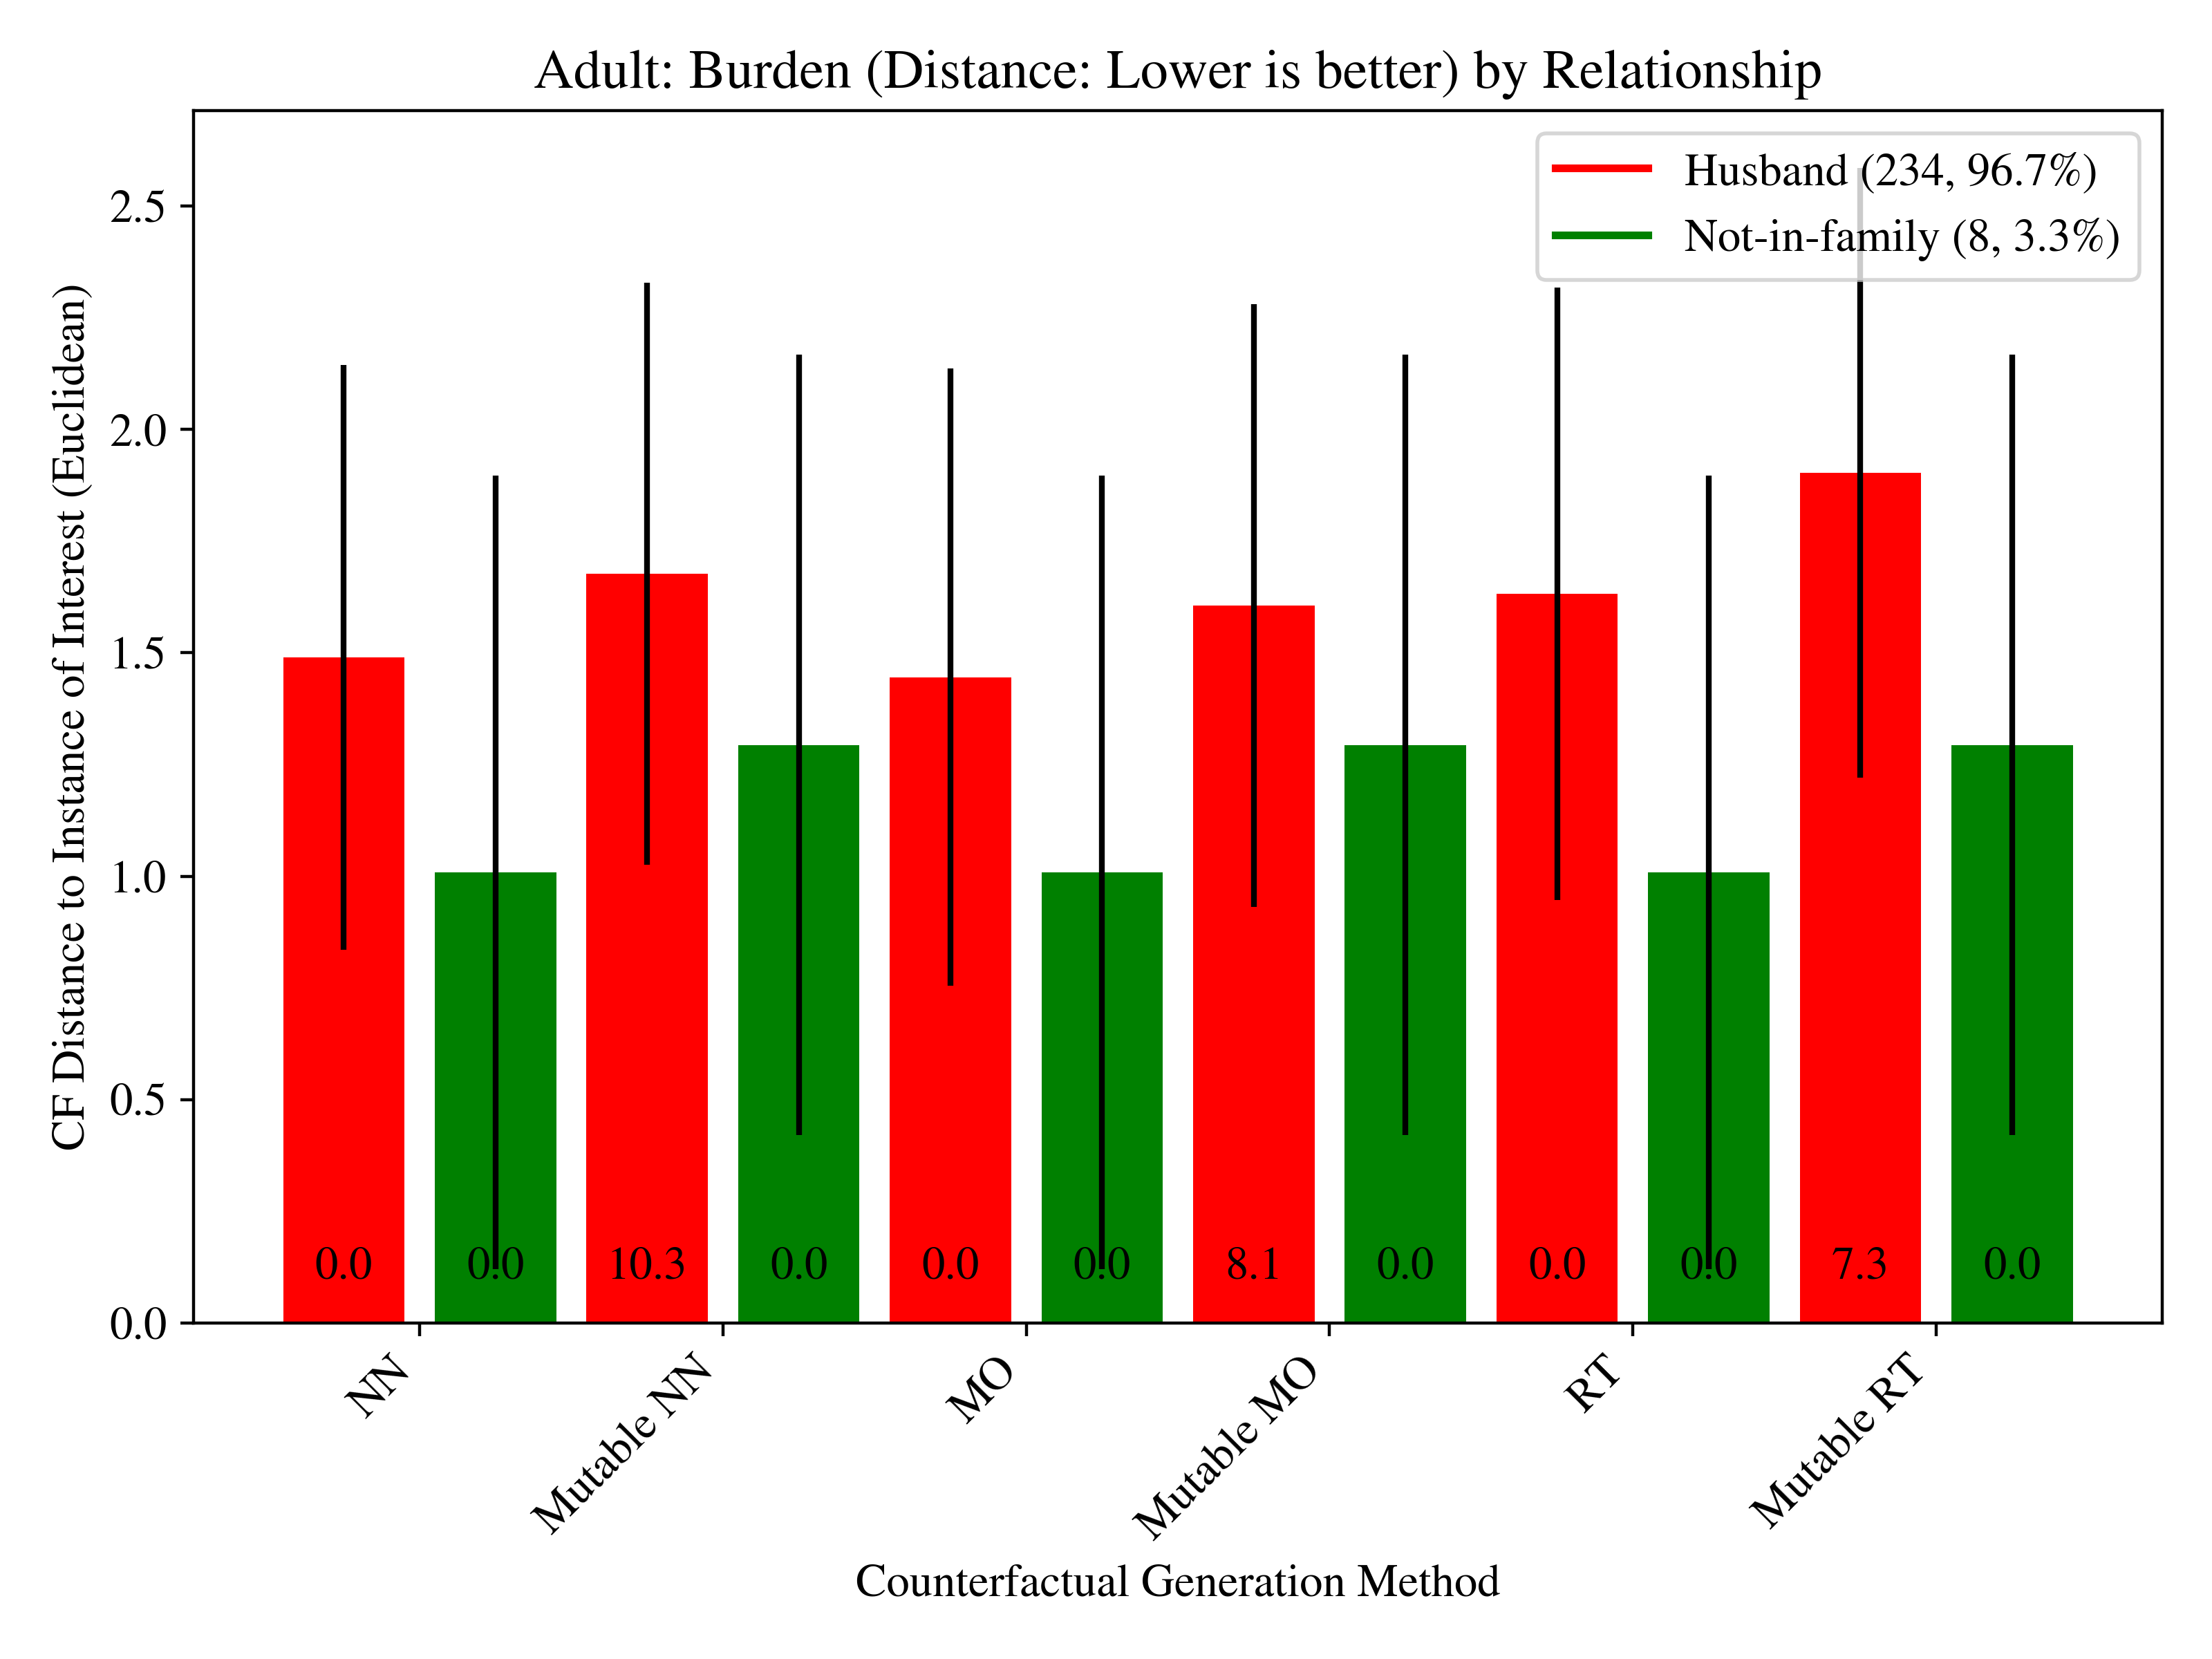 Adult: Burden (Distance: Lower is better) by Relationship
Husband (234, 96.7%)
Not-in-family (8, 3.3%)
CF Distance to Instance of Interest (Euclidean)
2.5
2.0
1.5
1.0
0.5
0.0
0.0 0.0 10.3 0.0 0.0 0.0 8.1 0.0 0.0 0.0 7.3 0.0
NN
Mutable NN
MO
Mutable MO
RT
Mutable RT
Counterfactual Generation Method